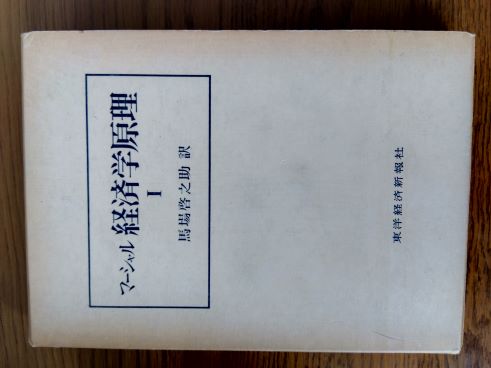 マーシャル 経済学原理
I
馬場啓之助 訳
東洋経済新報社